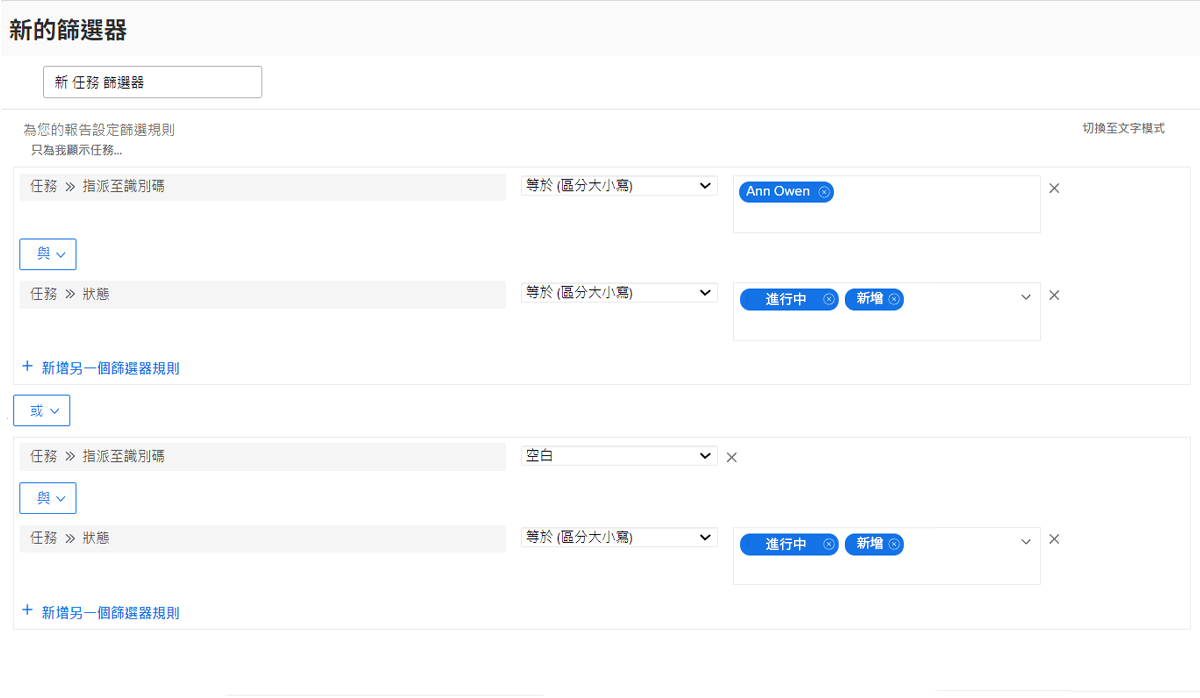 新的篩選器
新 任務 篩選器
為您的報告設定篩選規則
切換至文字模式
只為我顯示任務...
任務 » 指派至識別碼 等於 (區分大小寫) Ann Owen
與
任務 » 狀態 等於 (區分大小寫) 進行中 新增
+ 新增另一個篩選器規則
或
任務 » 指派至識別碼 空白
與
任務 » 狀態 等於 (區分大小寫) 進行中 新增
+ 新增另一個篩選器規則